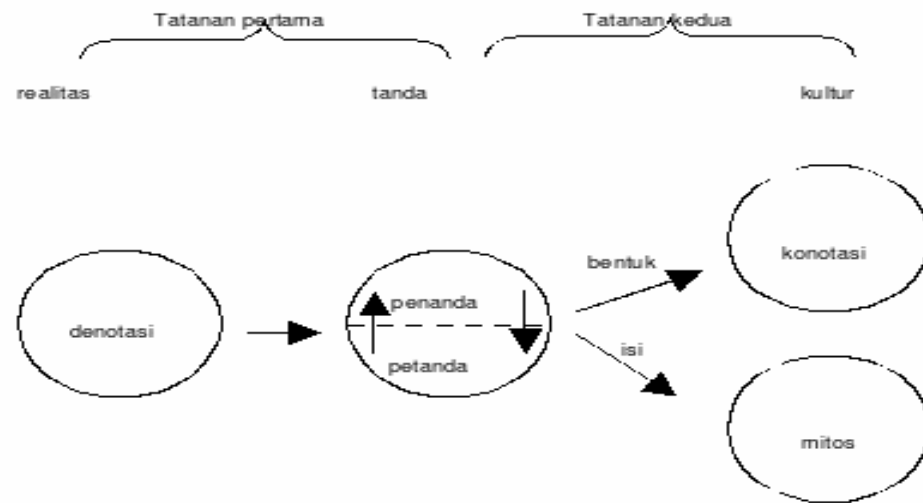 Tatanan pertama Tatanan kedua
realitas tanda kultur
konotasi
bentuk
penanda
denotasi
isi
petanda
mitos